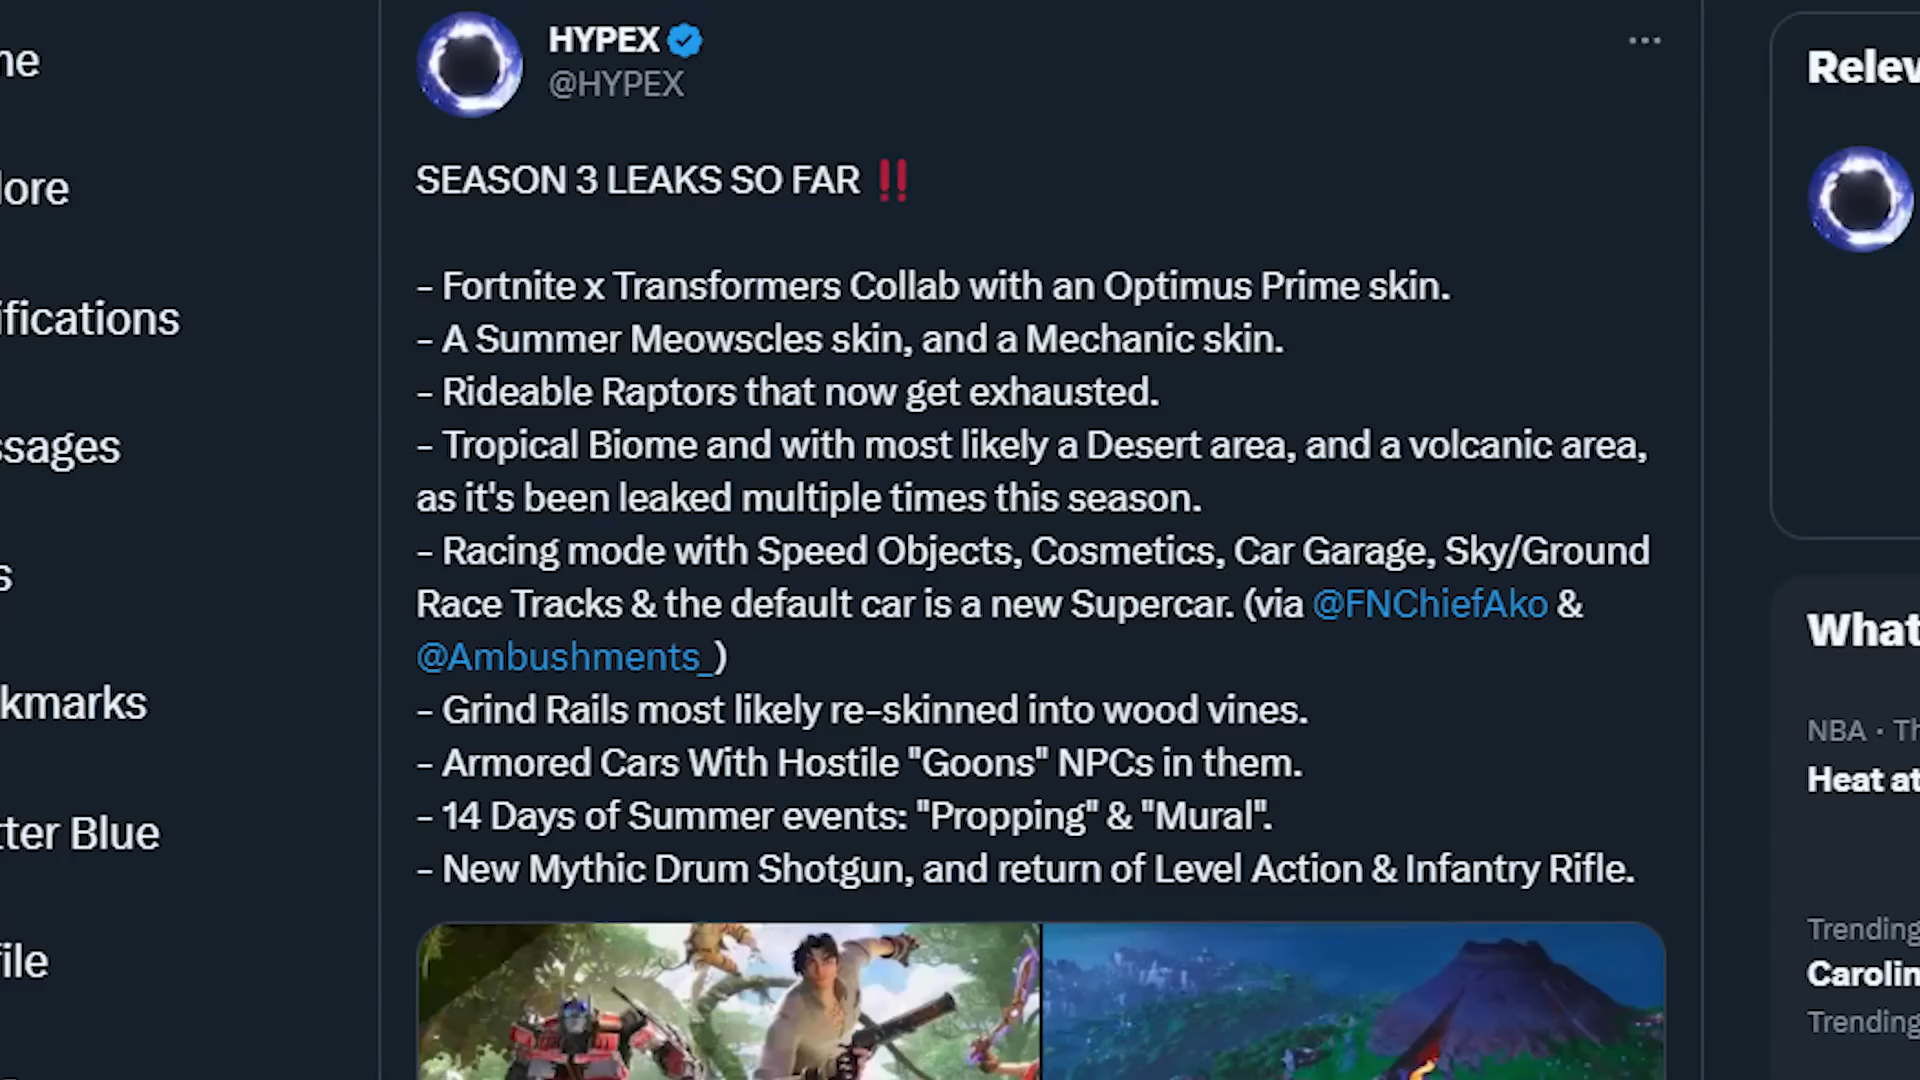 HYPEX
@HYPEX
SEASON 3 LEAKS SO FAR ‼
- Fortnite x Transformers Collab with an Optimus Prime skin.
- A Summer Meowscles skin, and a Mechanic skin.
- Rideable Raptors that now get exhausted.
- Tropical Biome and with most likely a Desert area, and a volcanic area,
as it's been leaked multiple times this season.
- Racing mode with Speed Objects, Cosmetics, Car Garage, Sky/Ground
Race Tracks & the default car is a new Supercar. (via @FNChiefAko &
@Ambushments_)
- Grind Rails most likely re-skinned into wood vines.
- Armored Cars With Hostile "Goons" NPCs in them.
- 14 Days of Summer events: "Propping" & "Mural".
- New Mythic Drum Shotgun, and return of Level Action & Infantry Rifle.
me
lore
ifications
ssages
s
kmarks
tter Blue
file
Relev
What
NBA · Th
Heat at
Trending
Carolin
Trending